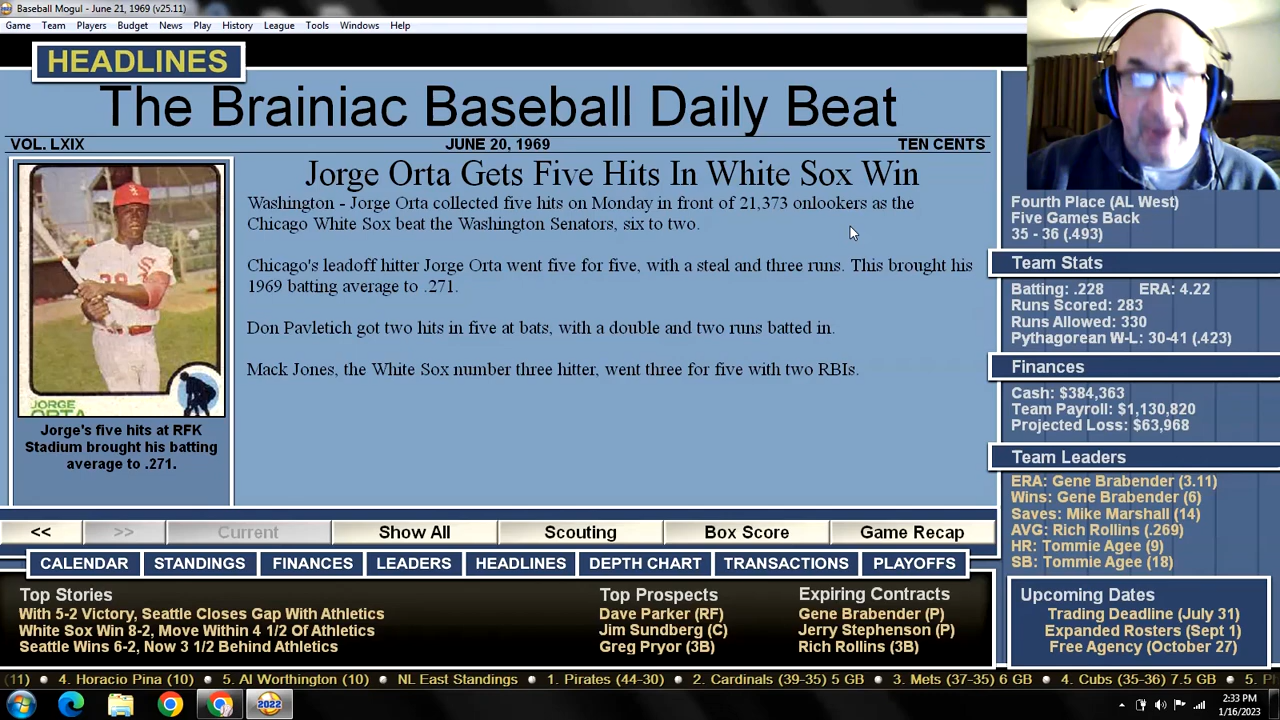 Baseball Mogul - June 21, 1969 (v25.11)
Game Team Players Budget News Play History League Tools Windows Help
HEADLINES
The Brainiac Baseball Daily Beat
VOL. LXIX JUNE 20, 1969 TEN CENTS
Jorge Orta Gets Five Hits In White Sox Win
Washington - Jorge Orta collected five hits on Monday in front of 21,373 onlookers as the
Chicago White Sox beat the Washington Senators, six to two.
Chicago's leadoff hitter Jorge Orta went five for five, with a steal and three runs. This brought his
1969 batting average to .271.
Don Pavletich got two hits in five at bats, with a double and two runs batted in.
Mack Jones, the White Sox number three hitter, went three for five with two RBIs.
JORGE
ORTA
Jorge's five hits at RFK
Stadium brought his batting
average to .271.
Fourth Place (AL West)
Five Games Back
35 - 36 (.493)
Team Stats
Batting: .228 ERA: 4.22
Runs Scored: 283
Runs Allowed: 330
Pythagorean W-L: 30-41 (.423)
Finances
Cash: $384,363
Team Payroll: $1,130,820
Projected Loss: $63,968
Team Leaders
ERA: Gene Brabender (3.11)
Wins: Gene Brabender (6)
Saves: Mike Marshall (14)
AVG: Rich Rollins (.269)
HR: Tommie Agee (9)
SB: Tommie Agee (18)
<< >> Current Show All Scouting Box Score Game Recap
CALENDAR STANDINGS FINANCES LEADERS HEADLINES DEPTH CHART TRANSACTIONS PLAYOFFS
Top Stories
With 5-2 Victory, Seattle Closes Gap With Athletics
White Sox Win 8-2, Move Within 4 1/2 Of Athletics
Seattle Wins 6-2, Now 3 1/2 Behind Athletics
Top Prospects
Dave Parker (RF)
Jim Sundberg (C)
Greg Pryor (3B)
Expiring Contracts
Gene Brabender (P)
Jerry Stephenson (P)
Rich Rollins (3B)
Upcoming Dates
Trading Deadline (July 31)
Expanded Rosters (Sept 1)
Free Agency (October 27)
(11) 4. Horacio Pina (10) 5. Al Worthington (10) NL East Standings 1. Pirates (44-30) 2. Cardinals (39-35) 5 GB 3. Mets (37-35) 6 GB 4. Cubs (35-36) 7.5 GB 5.
2022
2:33 PM
1/16/2023